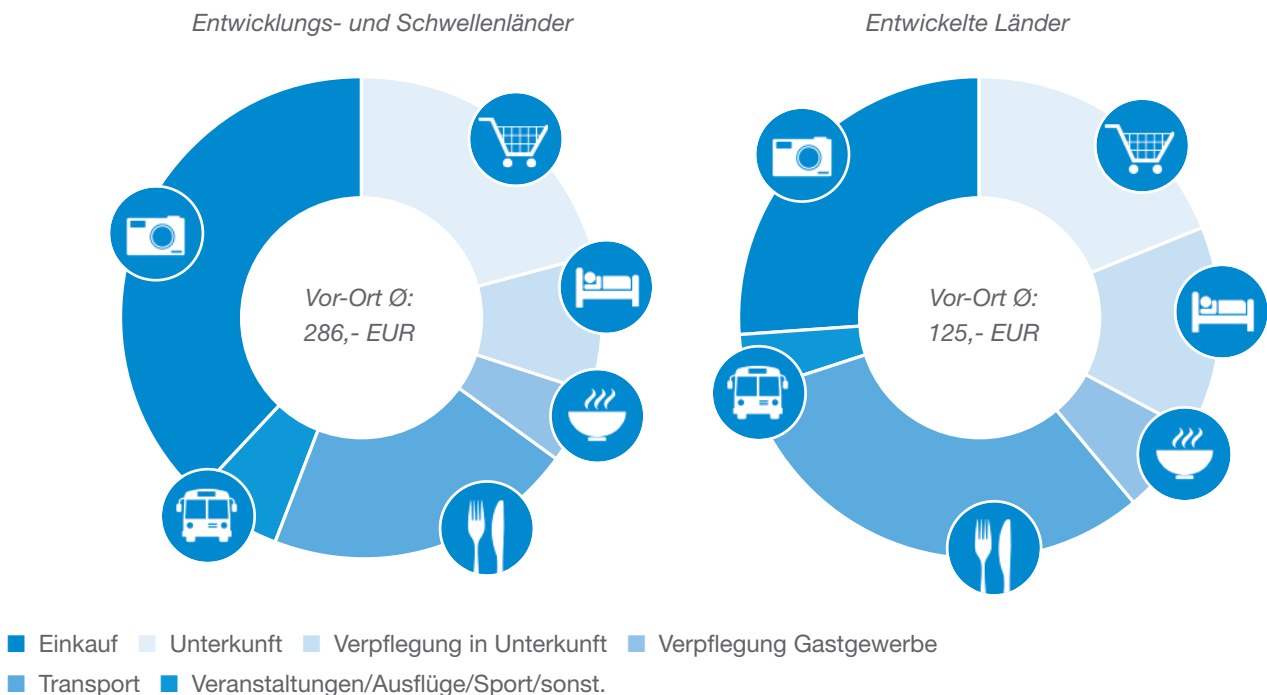 Entwicklungs- und Schwellenländer
Entwickelte Länder
Vor-Ort Ø:
286,- EUR
Vor-Ort Ø:
125,- EUR
Einkauf Unterkunft Verpflegung in Unterkunft Verpflegung Gastgewerbe
Transport Veranstaltungen/Ausflüge/Sport/sonst.